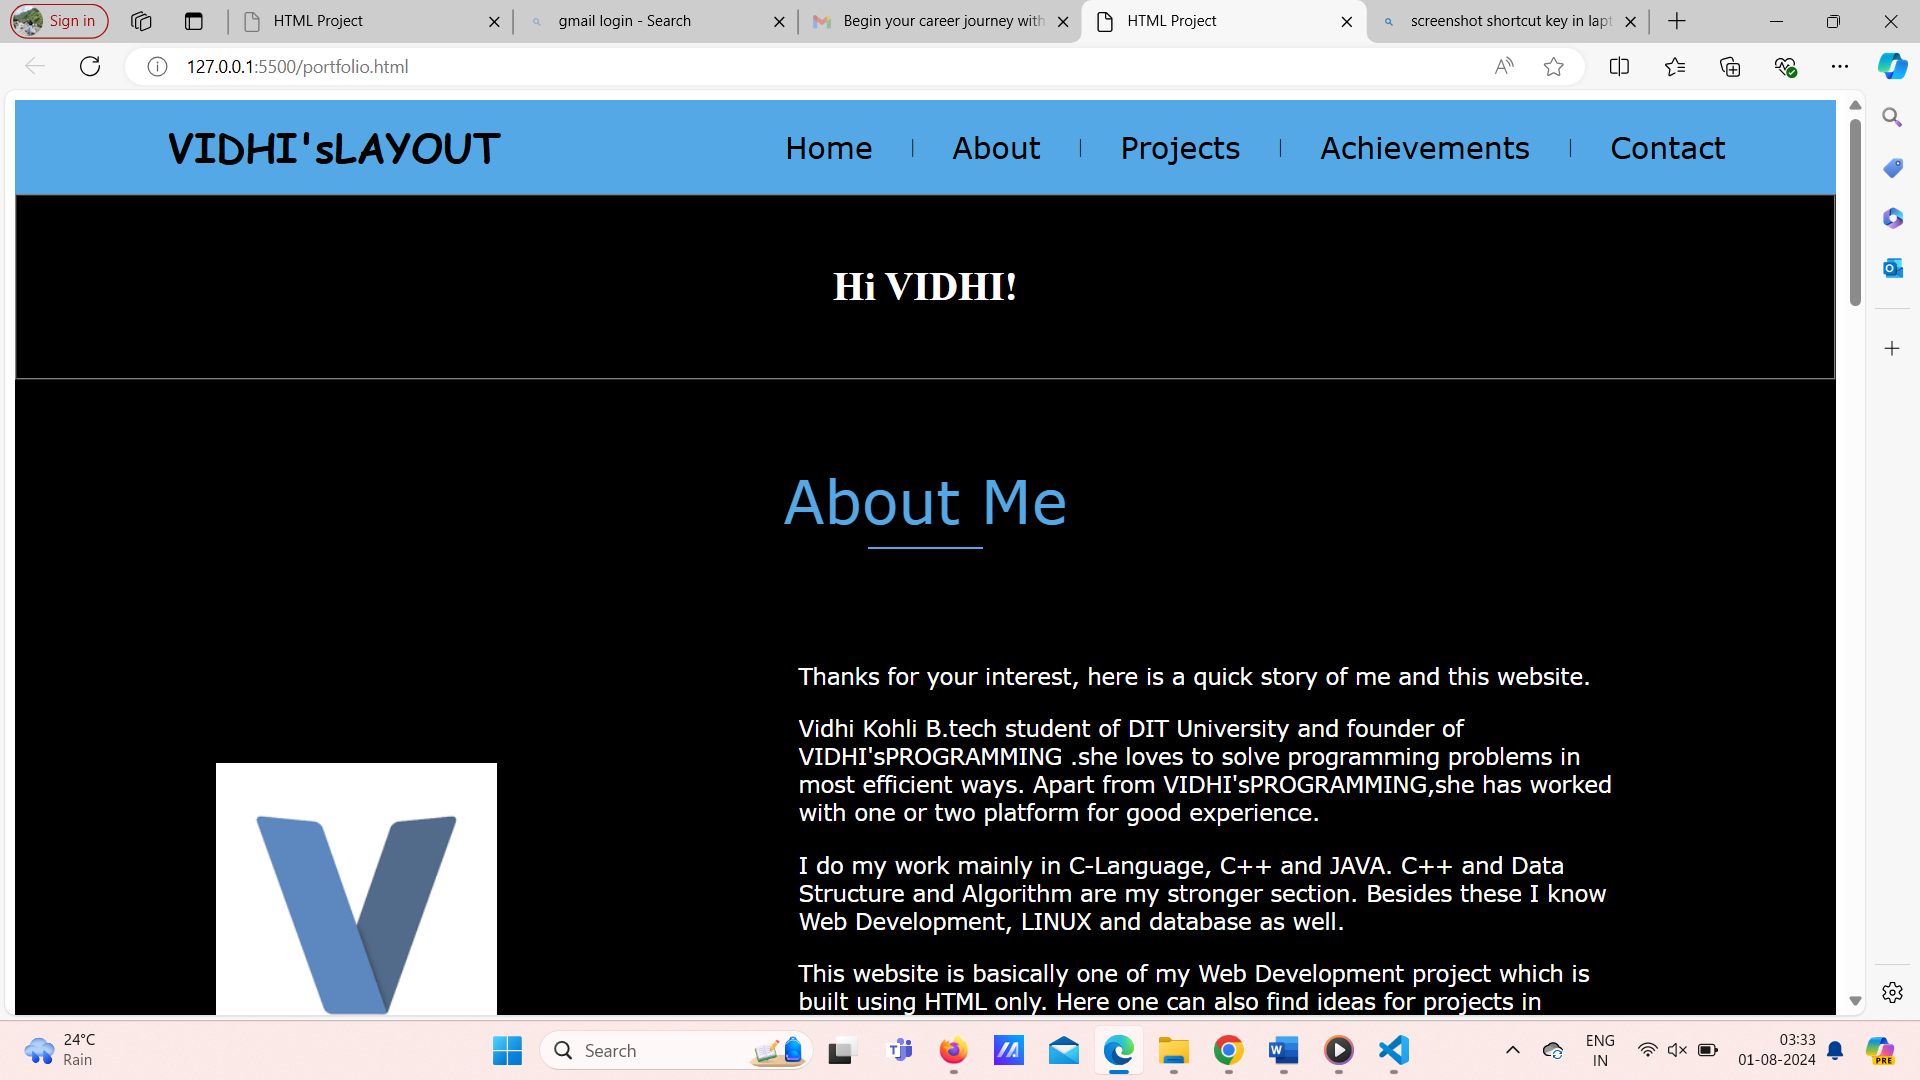 Sign in
HTML Project
gmail login - Search
Begin your career journey with
HTML Project
screenshot shortcut key in lapt
127.0.0.1:5500/portfolio.html
VIDHI'sLAYOUT
Home | About | Projects | Achievements | Contact
Hi VIDHI!
About Me
Thanks for your interest, here is a quick story of me and this website.
Vidhi Kohli B.tech student of DIT University and founder of
VIDHI'sPROGRAMMING .she loves to solve programming problems in
most efficient ways. Apart from VIDHI'sPROGRAMMING,she has worked
with one or two platform for good experience.
I do my work mainly in C-Language, C++ and JAVA. C++ and Data
Structure and Algorithm are my stronger section. Besides these I know
Web Development, LINUX and database as well.
This website is basically one of my Web Development project which is
built using HTML only. Here one can also find ideas for projects in
V
24°C
Rain
Search
ENG
IN
03:33
01-08-2024
PRE